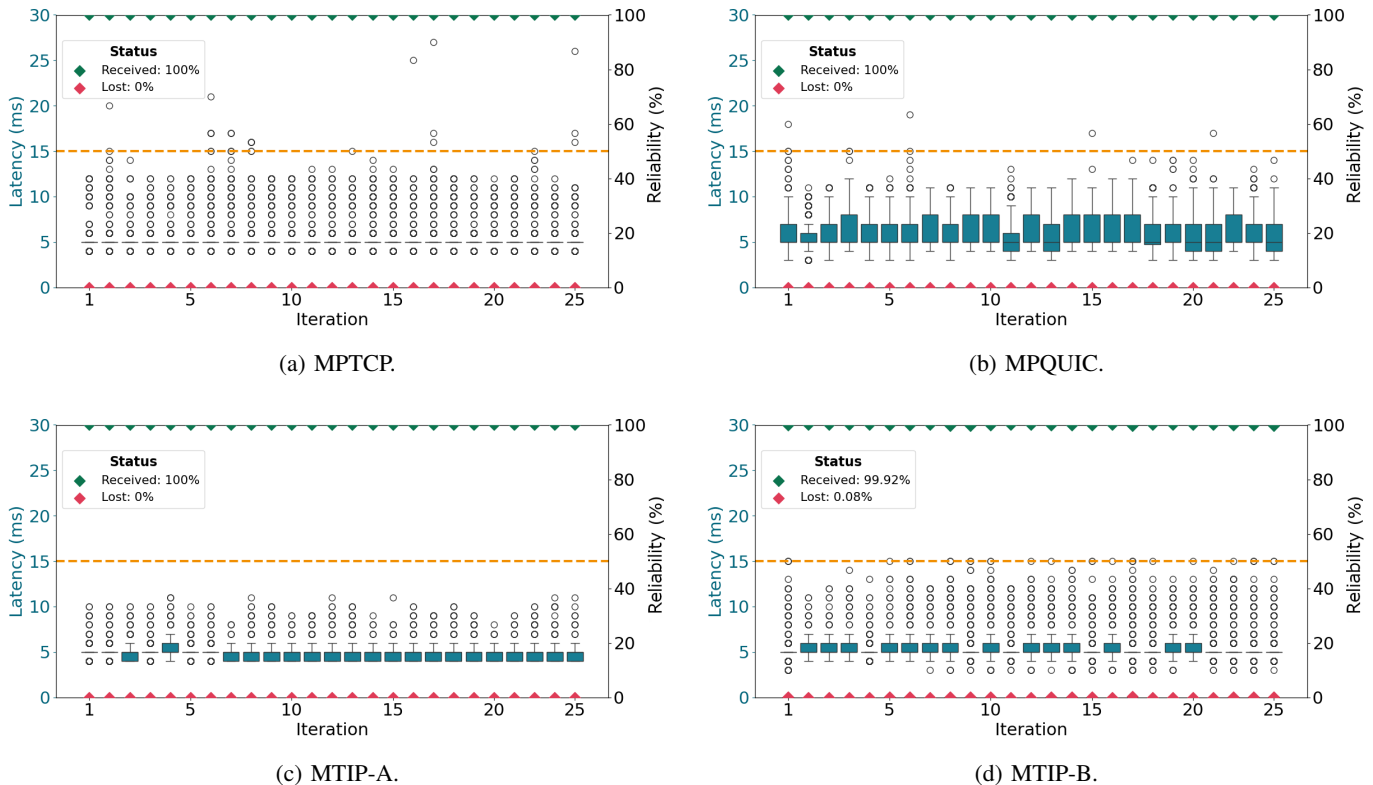 30
25
20
15
10
5
0
Latency (ms)
Status
Received: 100%
Lost: 0%
100
80
60
40
20
0
Reliability (%)
1
5
10
15
20
25
Iteration
(a) MPTCP.
30
25
20
15
10
5
0
Latency (ms)
Status
Received: 100%
Lost: 0%
100
80
60
40
20
0
Reliability (%)
1
5
10
15
20
25
Iteration
(b) MPQUIC.
30
25
20
15
10
5
0
Latency (ms)
Status
Received: 100%
Lost: 0%
100
80
60
40
20
0
Reliability (%)
1
5
10
15
20
25
Iteration
(c) MTIP-A.
30
25
20
15
10
5
0
Latency (ms)
Status
Received: 99.92%
Lost: 0.08%
100
80
60
40
20
0
Reliability (%)
1
5
10
15
20
25
Iteration
(d) MTIP-B.